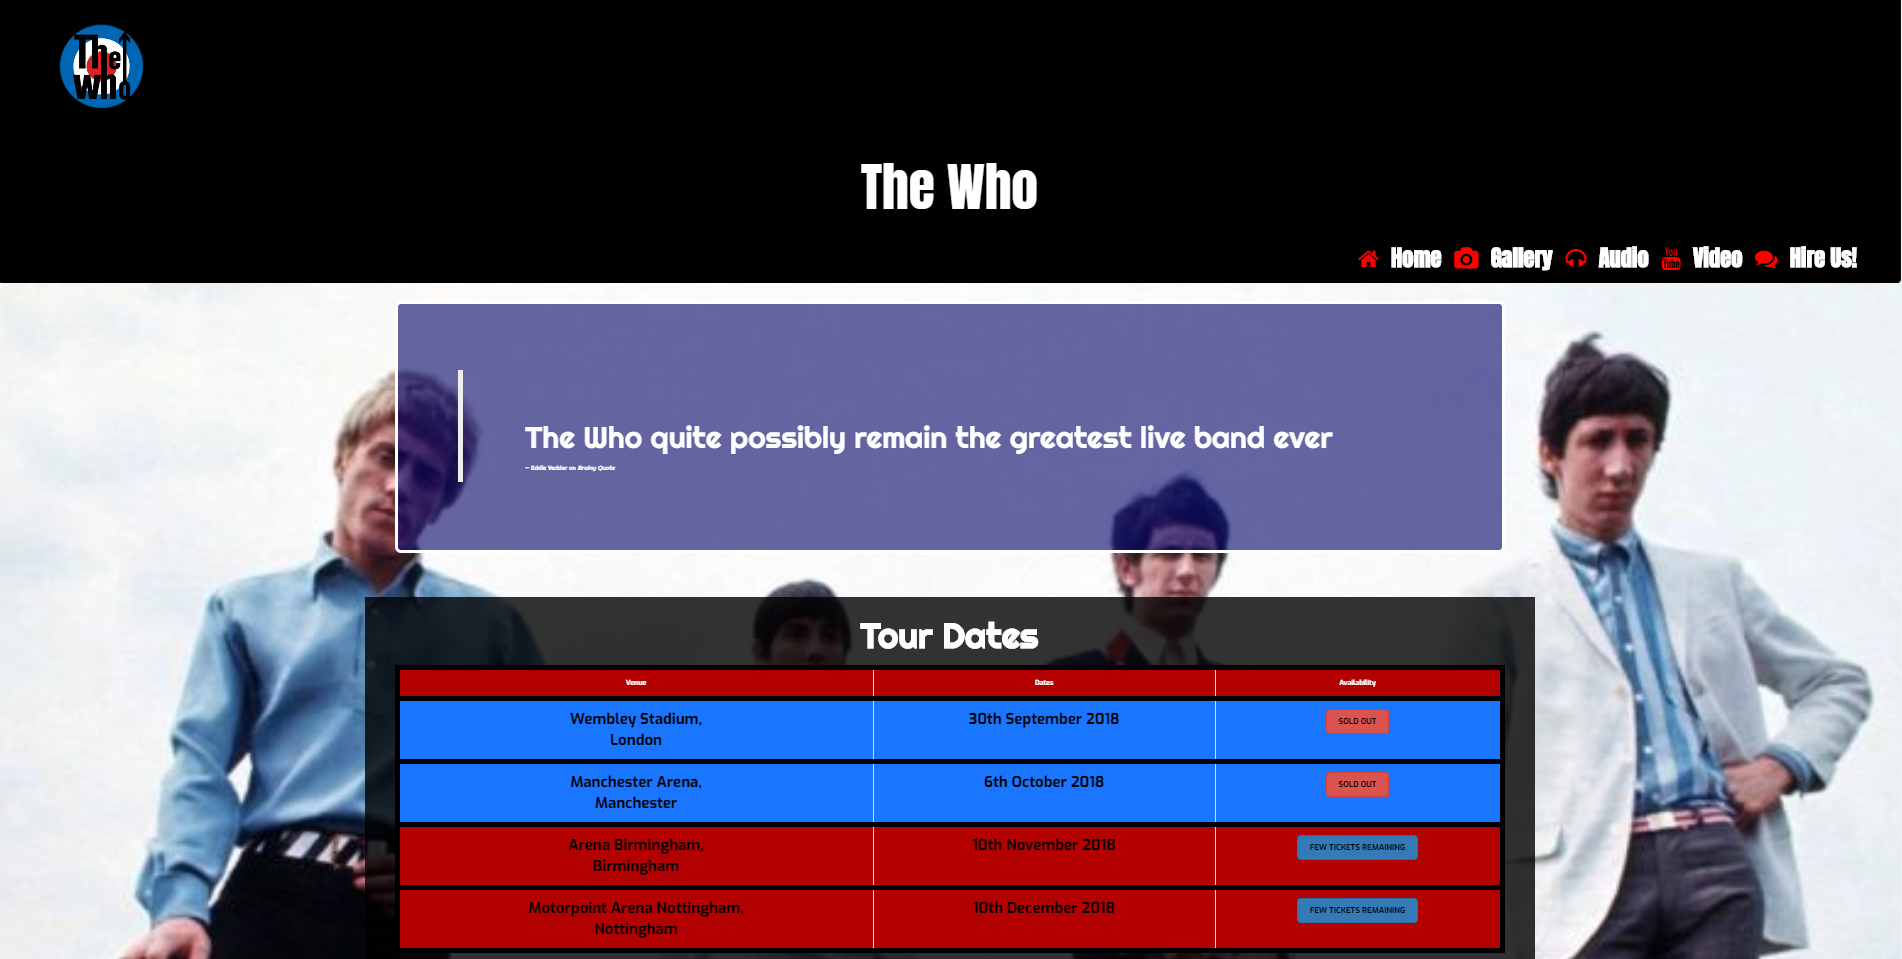 The
Who
The Who
Home Gallery Audio You Tube Video Hire Us!
The Who quite possibly remain the greatest live band ever
— Eddie Vedder on Brainy Quote
Tour Dates
Venue Dates Availability
Wembley Stadium, 30th September 2018 SOLD OUT
London
Manchester Arena, 6th October 2018 SOLD OUT
Manchester
Arena Birmingham, 10th November 2018 FEW TICKETS REMAINING
Birmingham
Motorpoint Arena Nottingham, 10th December 2018 FEW TICKETS REMAINING
Nottingham